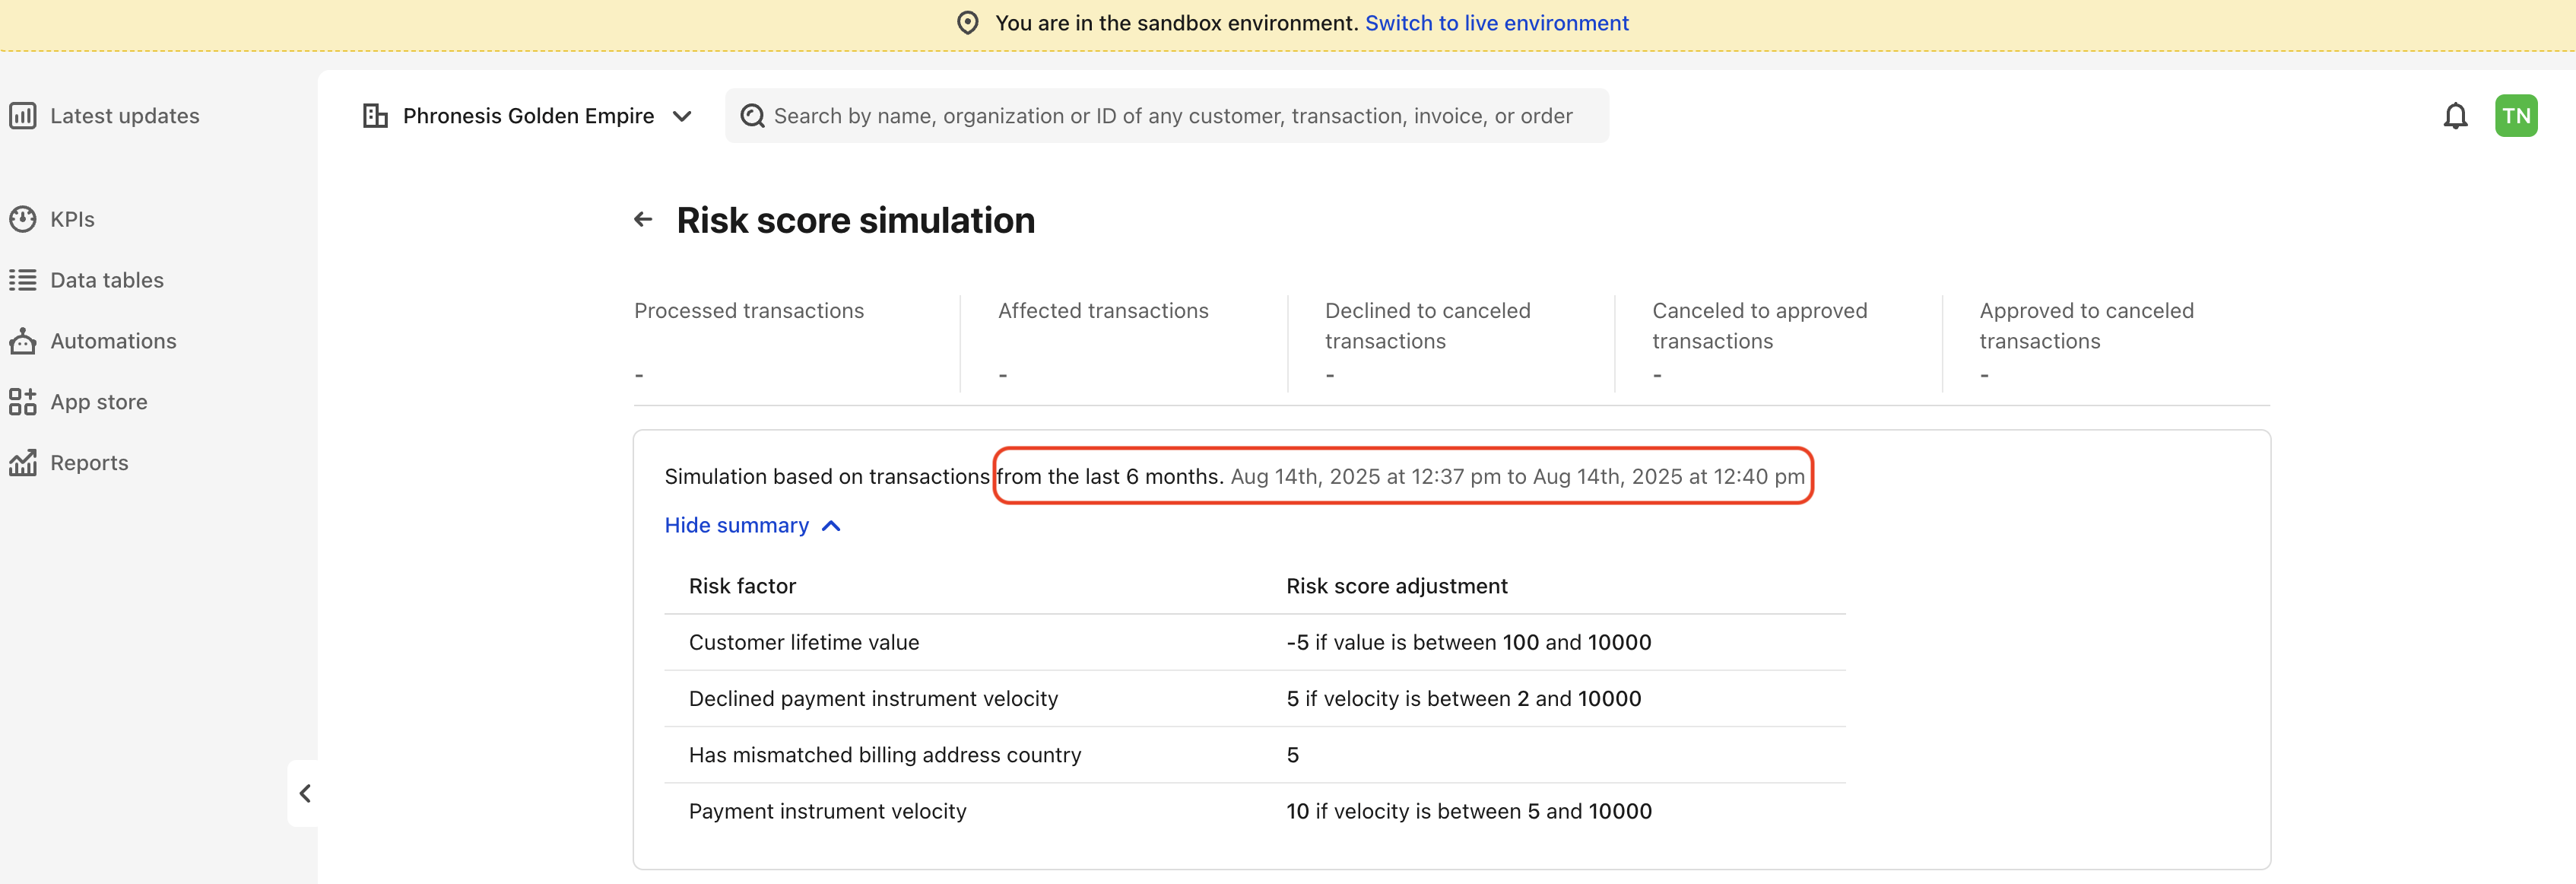 You are in the sandbox environment. Switch to live environment
Latest updates
KPIs
Data tables
Automations
App store
Reports
Phronesis Golden Empire
Search by name, organization or ID of any customer, transaction, invoice, or order
TN
Risk score simulation
Processed transactions
-
Affected transactions
-
Declined to canceled
transactions
-
Canceled to approved
transactions
-
Approved to canceled
transactions
-
Simulation based on transactions from the last 6 months. Aug 14th, 2025 at 12:37 pm to Aug 14th, 2025 at 12:40 pm
Hide summary
Risk factor Risk score adjustment
Customer lifetime value -5 if value is between 100 and 10000
Declined payment instrument velocity 5 if velocity is between 2 and 10000
Has mismatched billing address country 5
Payment instrument velocity 10 if velocity is between 5 and 10000